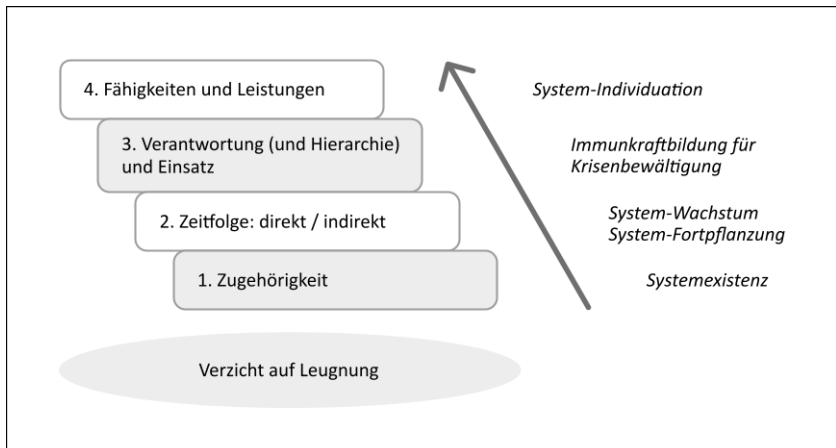 4. Fähigkeiten und Leistungen
System-Individuation
3. Verantwortung (und Hierarchie)
und Einsatz
Immunkraftbildung für
Krisenbewältigung
2. Zeitfolge: direkt / indirekt
System-Wachstum
System-Fortpflanzung
1. Zugehörigkeit
Systemexistenz
Verzicht auf Leugnung